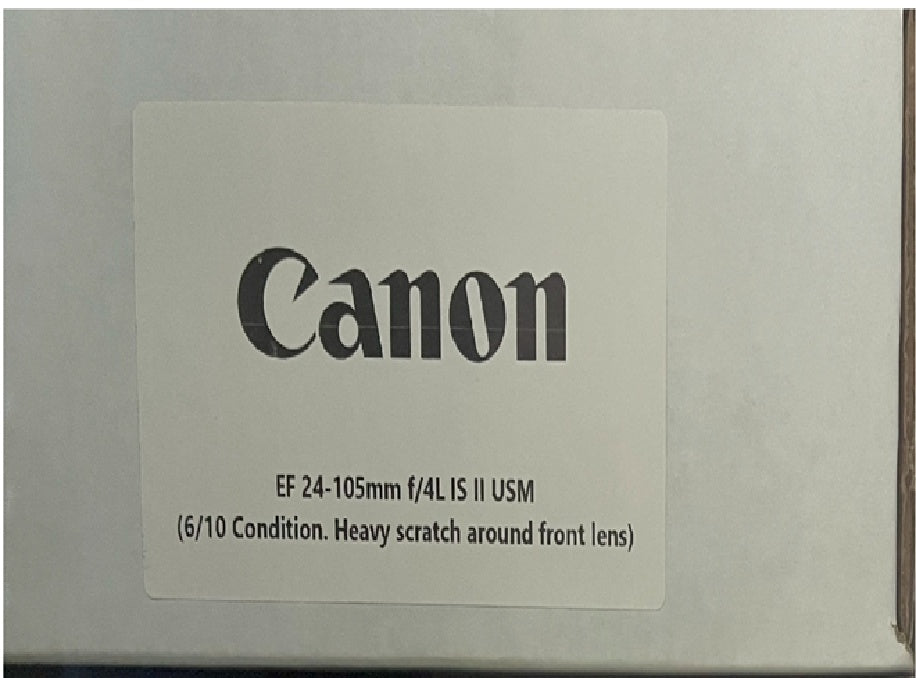 Canon
EF 24-105mm f/4L IS II USM
(6/10 Condition. Heavy scratch around front lens)